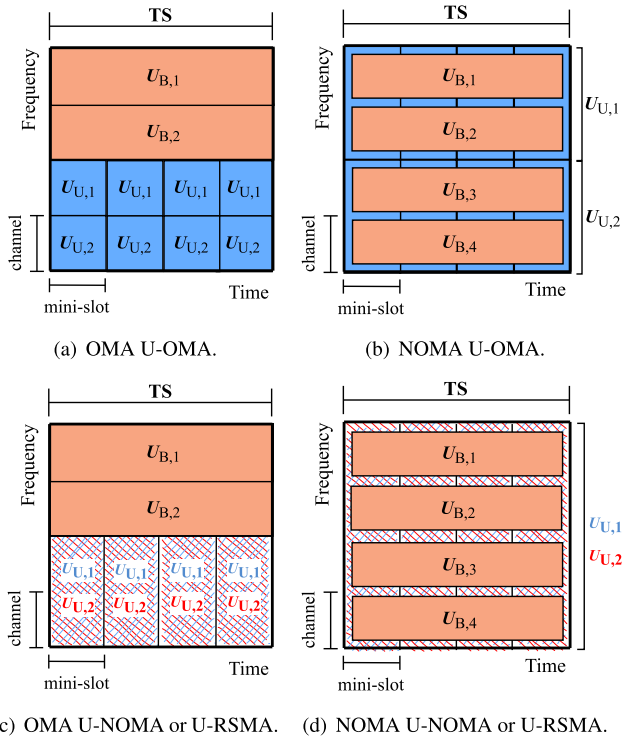 TS
Frequency
U_B,1
U_B,2
U_U,1 U_U,1 U_U,1 U_U,1
U_U,2 U_U,2 U_U,2 U_U,2
channel
mini-slot
Time
(a) OMA U-OMA.
TS
Frequency
U_B,1
U_B,2
U_B,3
U_B,4
U_U,1
U_U,2
channel
mini-slot
Time
(b) NOMA U-OMA.
TS
Frequency
U_B,1
U_B,2
U_U,1 U_U,1 U_U,1 U_U,1
U_U,2 U_U,2 U_U,2 U_U,2
channel
mini-slot
Time
c) OMA U-NOMA or U-RSMA.
TS
Frequency
U_B,1
U_B,2
U_B,3
U_B,4
U_U,1
U_U,2
channel
mini-slot
Time
(d) NOMA U-NOMA or U-RSMA.